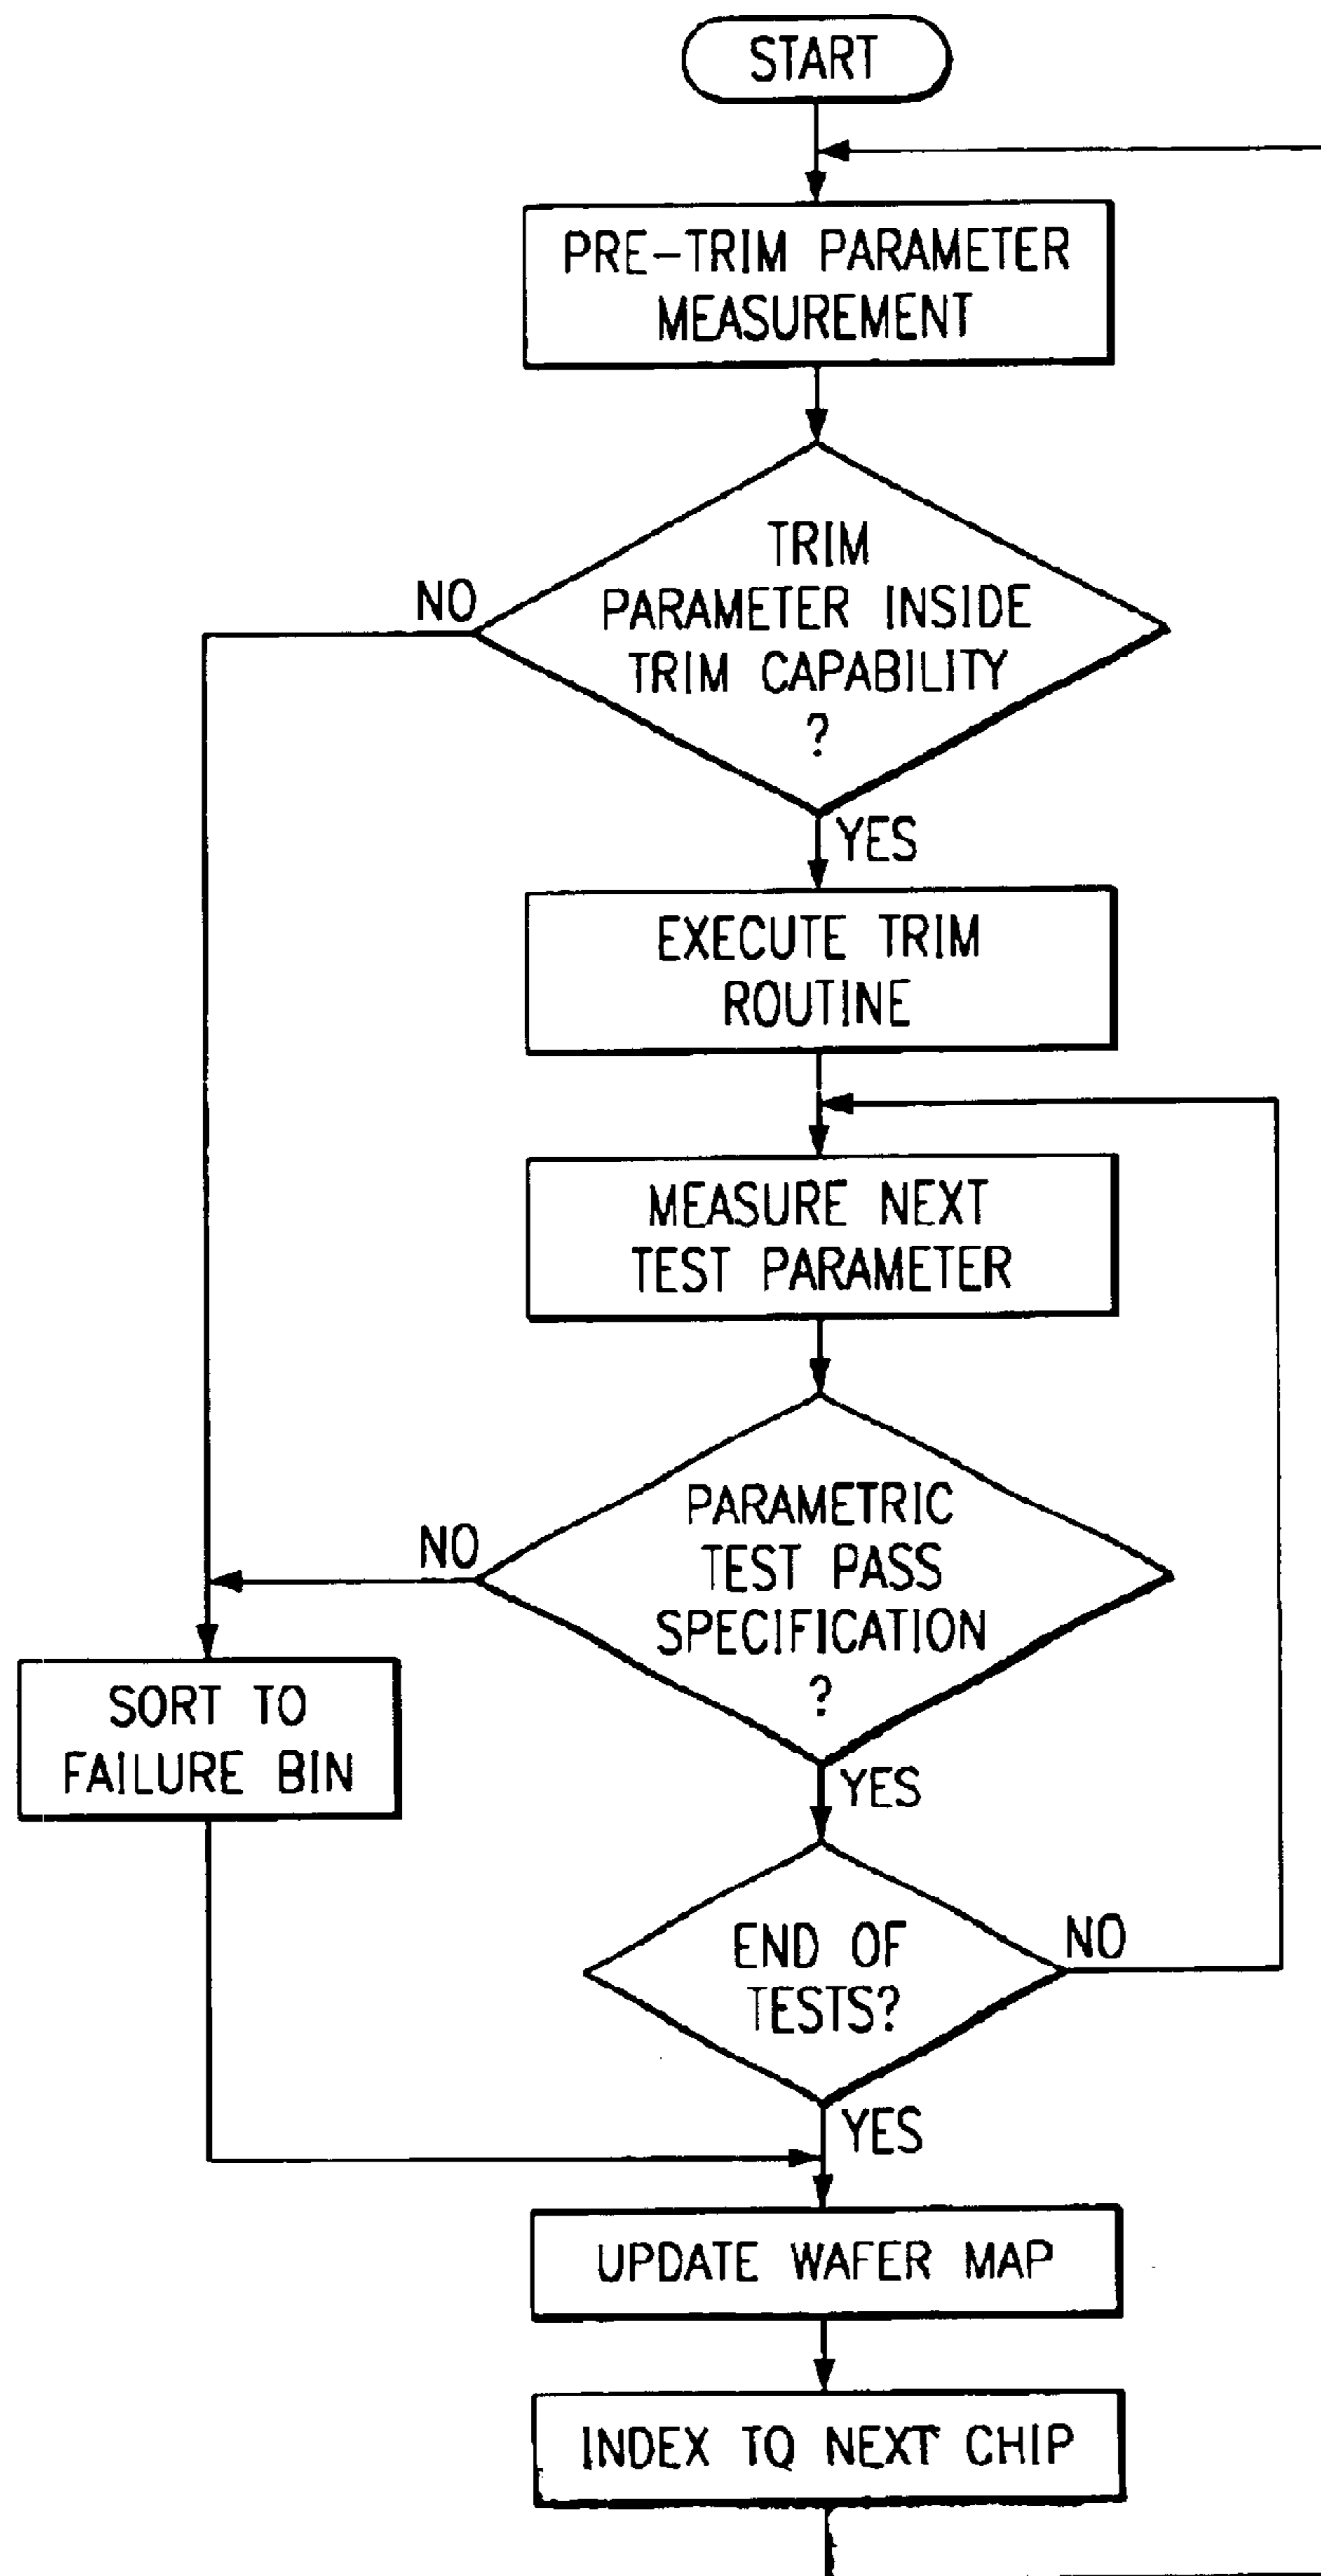 START
PRE-TRIM PARAMETER
MEASUREMENT
TRIM
PARAMETER INSIDE
TRIM CAPABILITY
?
NO
YES
EXECUTE TRIM
ROUTINE
MEASURE NEXT
TEST PARAMETER
PARAMETRIC
TEST PASS
SPECIFICATION
?
NO
YES
SORT TO
FAILURE BIN
END OF
TESTS?
NO
YES
UPDATE WAFER MAP
INDEX TO NEXT CHIP